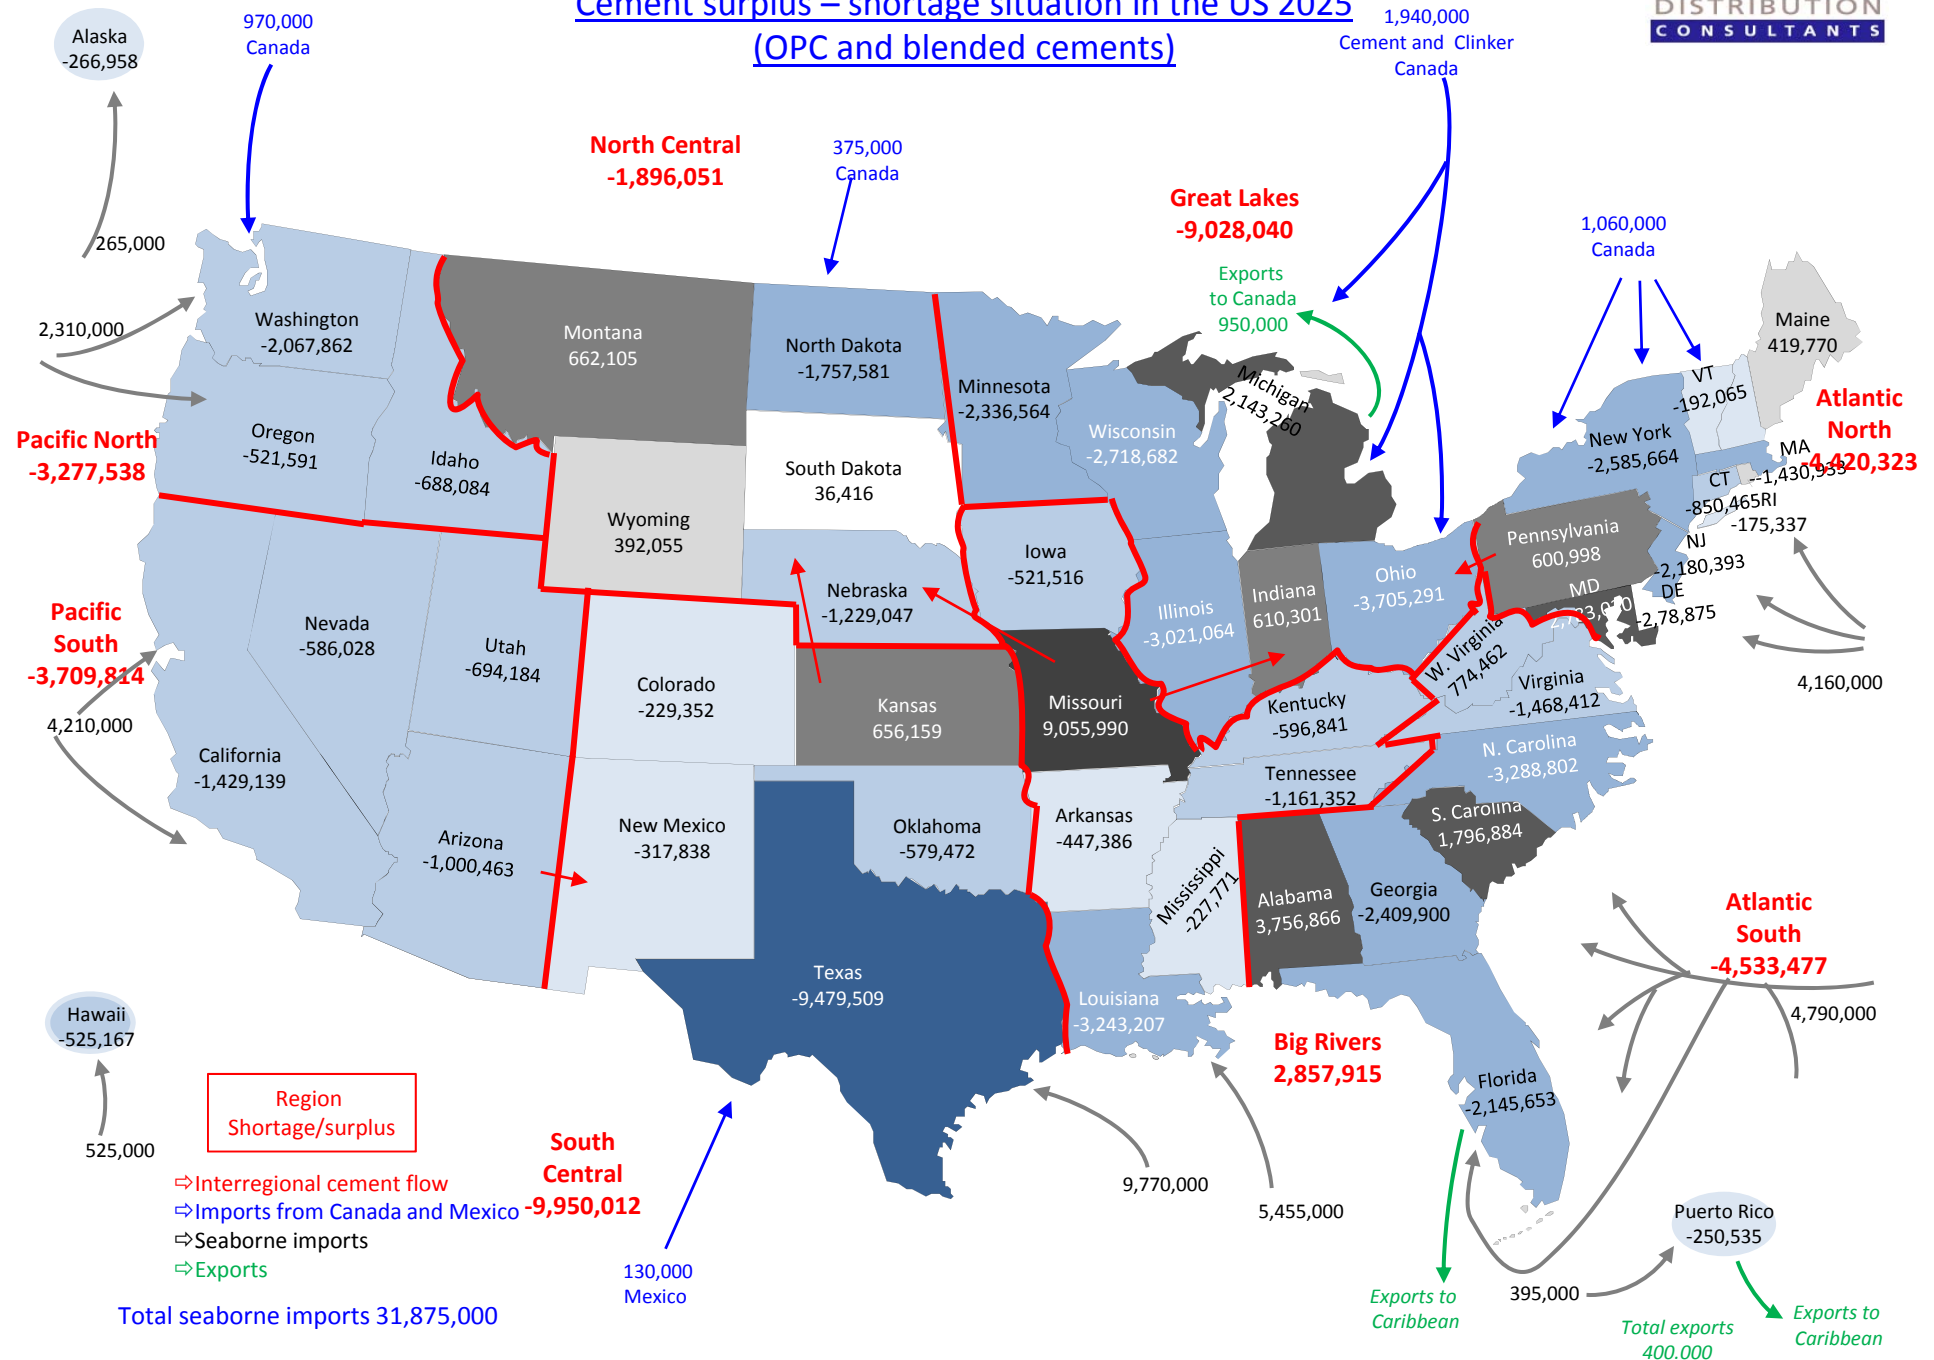 Cement surplus – shortage situation in the US 2025
(OPC and blended cements)
DISTRIBUTION
CONSULTANTS
Alaska
-266,958
970,000
Canada
1,940,000
Cement and Clinker
Canada
North Central
-1,896,051
375,000
Canada
Great Lakes
-9,028,040
1,060,000
Canada
265,000
Exports
to Canada
950,000
2,310,000
Washington
-2,067,862
Montana
662,105
North Dakota
-1,757,581
Minnesota
-2,336,564
Michigan
2,143,260
Maine
419,770
VT
-192,065
Atlantic
North
-4,420,323
Pacific North
-3,277,538
Oregon
-521,591
Idaho
-688,084
South Dakota
36,416
Wisconsin
-2,718,682
New York
-2,585,664
MA
--1,430,933
CT
-850,465
RI
-175,337
Wyoming
392,055
Iowa
-521,516
Pennsylvania
600,998
NJ
-2,180,393
Nebraska
-1,229,047
Illinois
-3,021,064
Indiana
610,301
Ohio
-3,705,291
MD
DE
-2,78,875
Pacific
South
-3,709,814
Nevada
-586,028
Utah
-694,184
Colorado
-229,352
Kansas
656,159
Missouri
9,055,990
Kentucky
-596,841
W. Virginia
774,462
Virginia
-1,468,412
4,160,000
4,210,000
California
-1,429,139
Tennessee
-1,161,352
N. Carolina
-3,288,802
Arizona
-1,000,463
New Mexico
-317,838
Oklahoma
-579,472
Arkansas
-447,386
S. Carolina
1,796,884
Mississippi
-227,771
Alabama
3,756,866
Georgia
-2,409,900
Atlantic
South
-4,533,477
Texas
-9,479,509
Louisiana
-3,243,207
4,790,000
Hawaii
-525,167
Big Rivers
2,857,915
Florida
-2,145,653
525,000
Region
Shortage/surplus
South
Central
-9,950,012
9,770,000
5,455,000
⇨Interregional cement flow
⇨Imports from Canada and Mexico
⇨Seaborne imports
⇨Exports
Puerto Rico
-250,535
130,000
Mexico
395,000
Exports to
Caribbean
Total seaborne imports 31,875,000
Exports to
Caribbean
Total exports
400.000